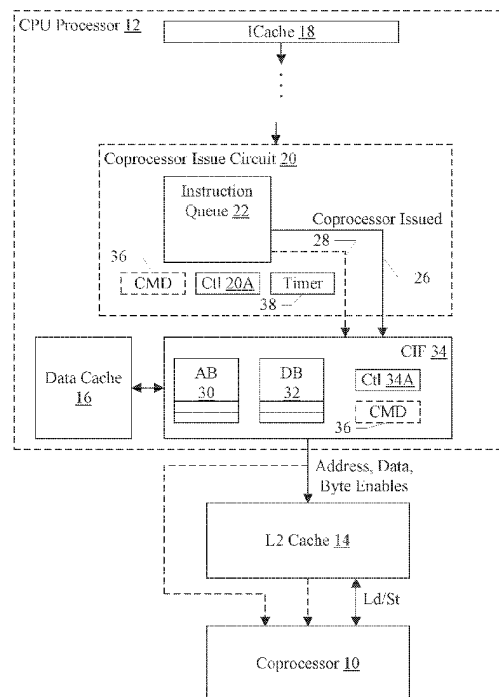 CPU Processor 12
ICache 18
Coprocessor Issue Circuit 20
Instruction
Queue 22
Coprocessor Issued
36
28
CMD
Ctl 20A
Timer
26
38
Data Cache
16
CIF 34
AB
30
DB
32
Ctl 34A
CMD
36
Address, Data,
Byte Enables
L2 Cache 14
Ld/St
Coprocessor 10